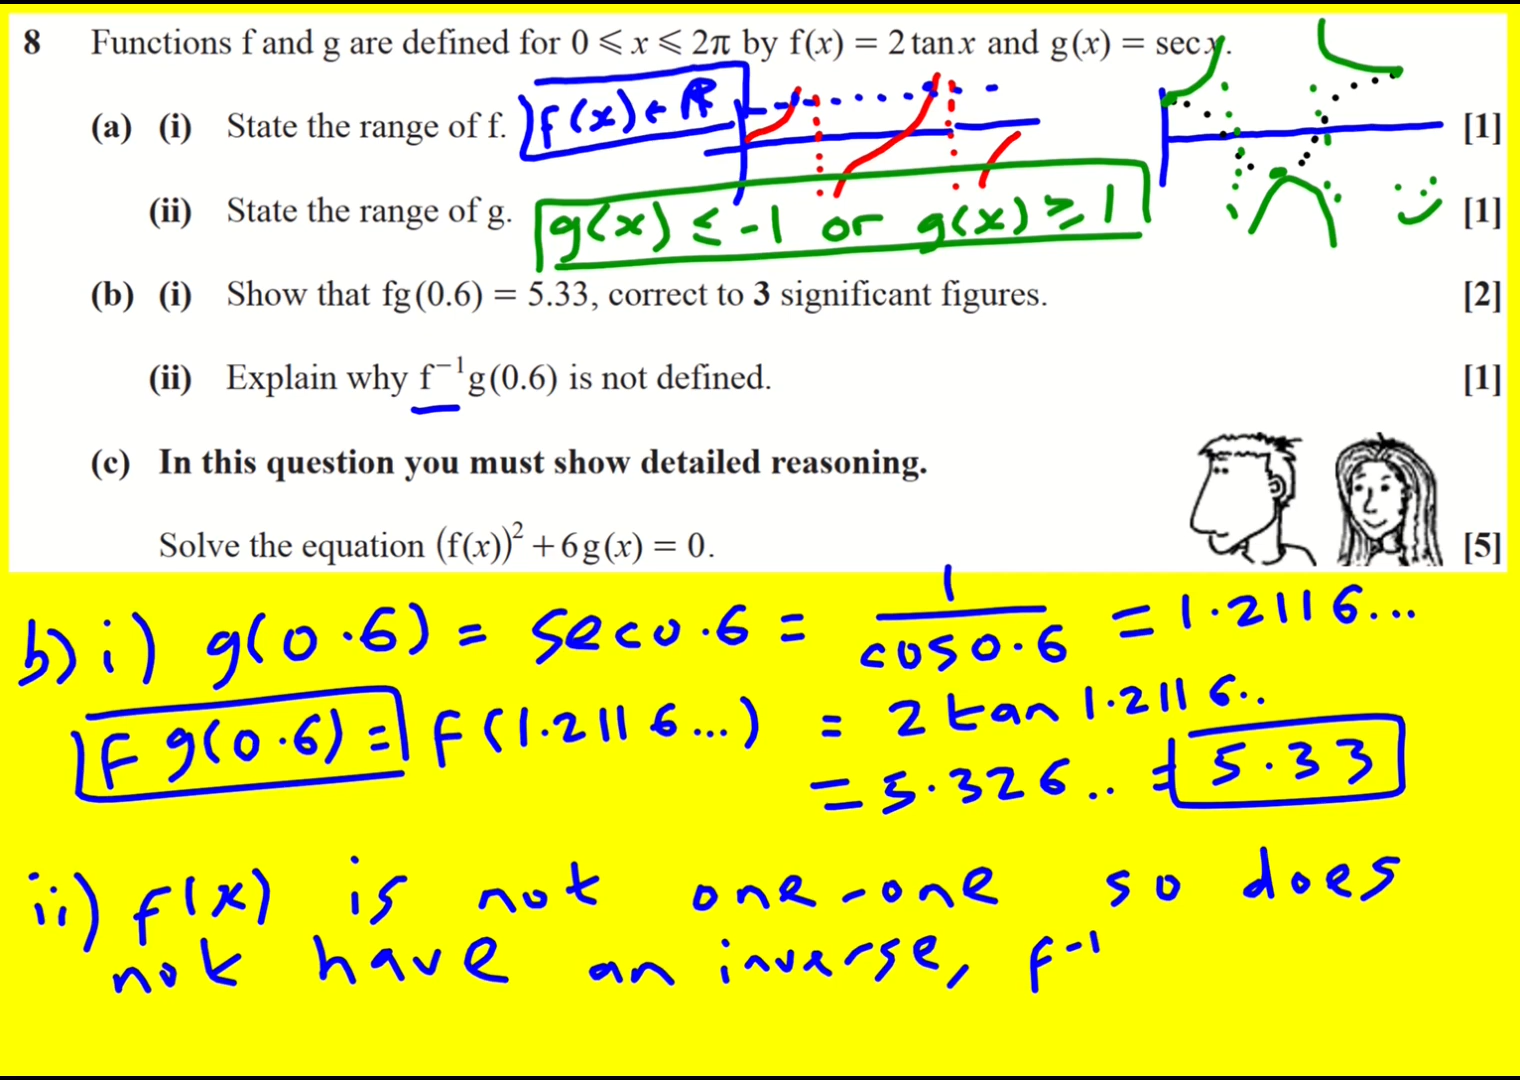 8 Functions f and g are defined for 0 ⩽ x ⩽ 2π by f(x) = 2 tan x and g(x) = sec x.
(a) (i) State the range of f. f(x) ∈ ℝ [1]
(ii) State the range of g. g(x) ≤ -1 or g(x) ≥ 1 [1]
(b) (i) Show that fg(0.6) = 5.33, correct to 3 significant figures. [2]
(ii) Explain why f⁻¹g(0.6) is not defined. [1]
(c) In this question you must show detailed reasoning.
Solve the equation (f(x))² + 6g(x) = 0. [5]
b) i) g(0.6) = sec 0.6 = 1/cos 0.6 = 1.2116...
F g(0.6) = f(1.2116...) = 2 tan 1.2116..
= 5.326.. = 5.33
ii) f(x) is not one-one so does
not have an inverse, f⁻¹